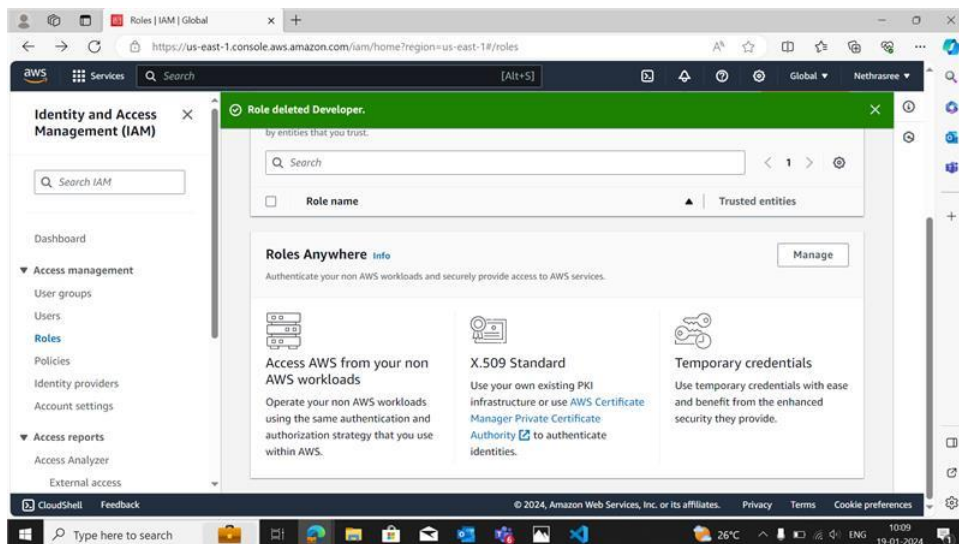 Roles | IAM | Global
https://us-east-1.console.aws.amazon.com/iam/home?region=us-east-1#/roles
aws
Services
Search
[Alt+S]
Global
Nethrasree
Identity and Access
Management (IAM)
Search IAM
Dashboard
Access management
User groups
Users
Roles
Policies
Identity providers
Account settings
Access reports
Access Analyzer
External access
Role deleted Developer.
by entities that you trust.
Search
1
Role name
Trusted entities
Roles Anywhere Info
Manage
Authenticate your non AWS workloads and securely provide access to AWS services.
Access AWS from your non
AWS workloads
Operate your non AWS workloads
using the same authentication and
authorization strategy that you use
within AWS.
X.509 Standard
Use your own existing PKI
infrastructure or use AWS Certificate
Manager Private Certificate
Authority to authenticate
identities.
Temporary credentials
Use temporary credentials with ease
and benefit from the enhanced
security they provide.
CloudShell
Feedback
© 2024, Amazon Web Services, Inc. or its affiliates.
Privacy
Terms
Cookie preferences
Type here to search
26°C
ENG
10:09
19-01-2024